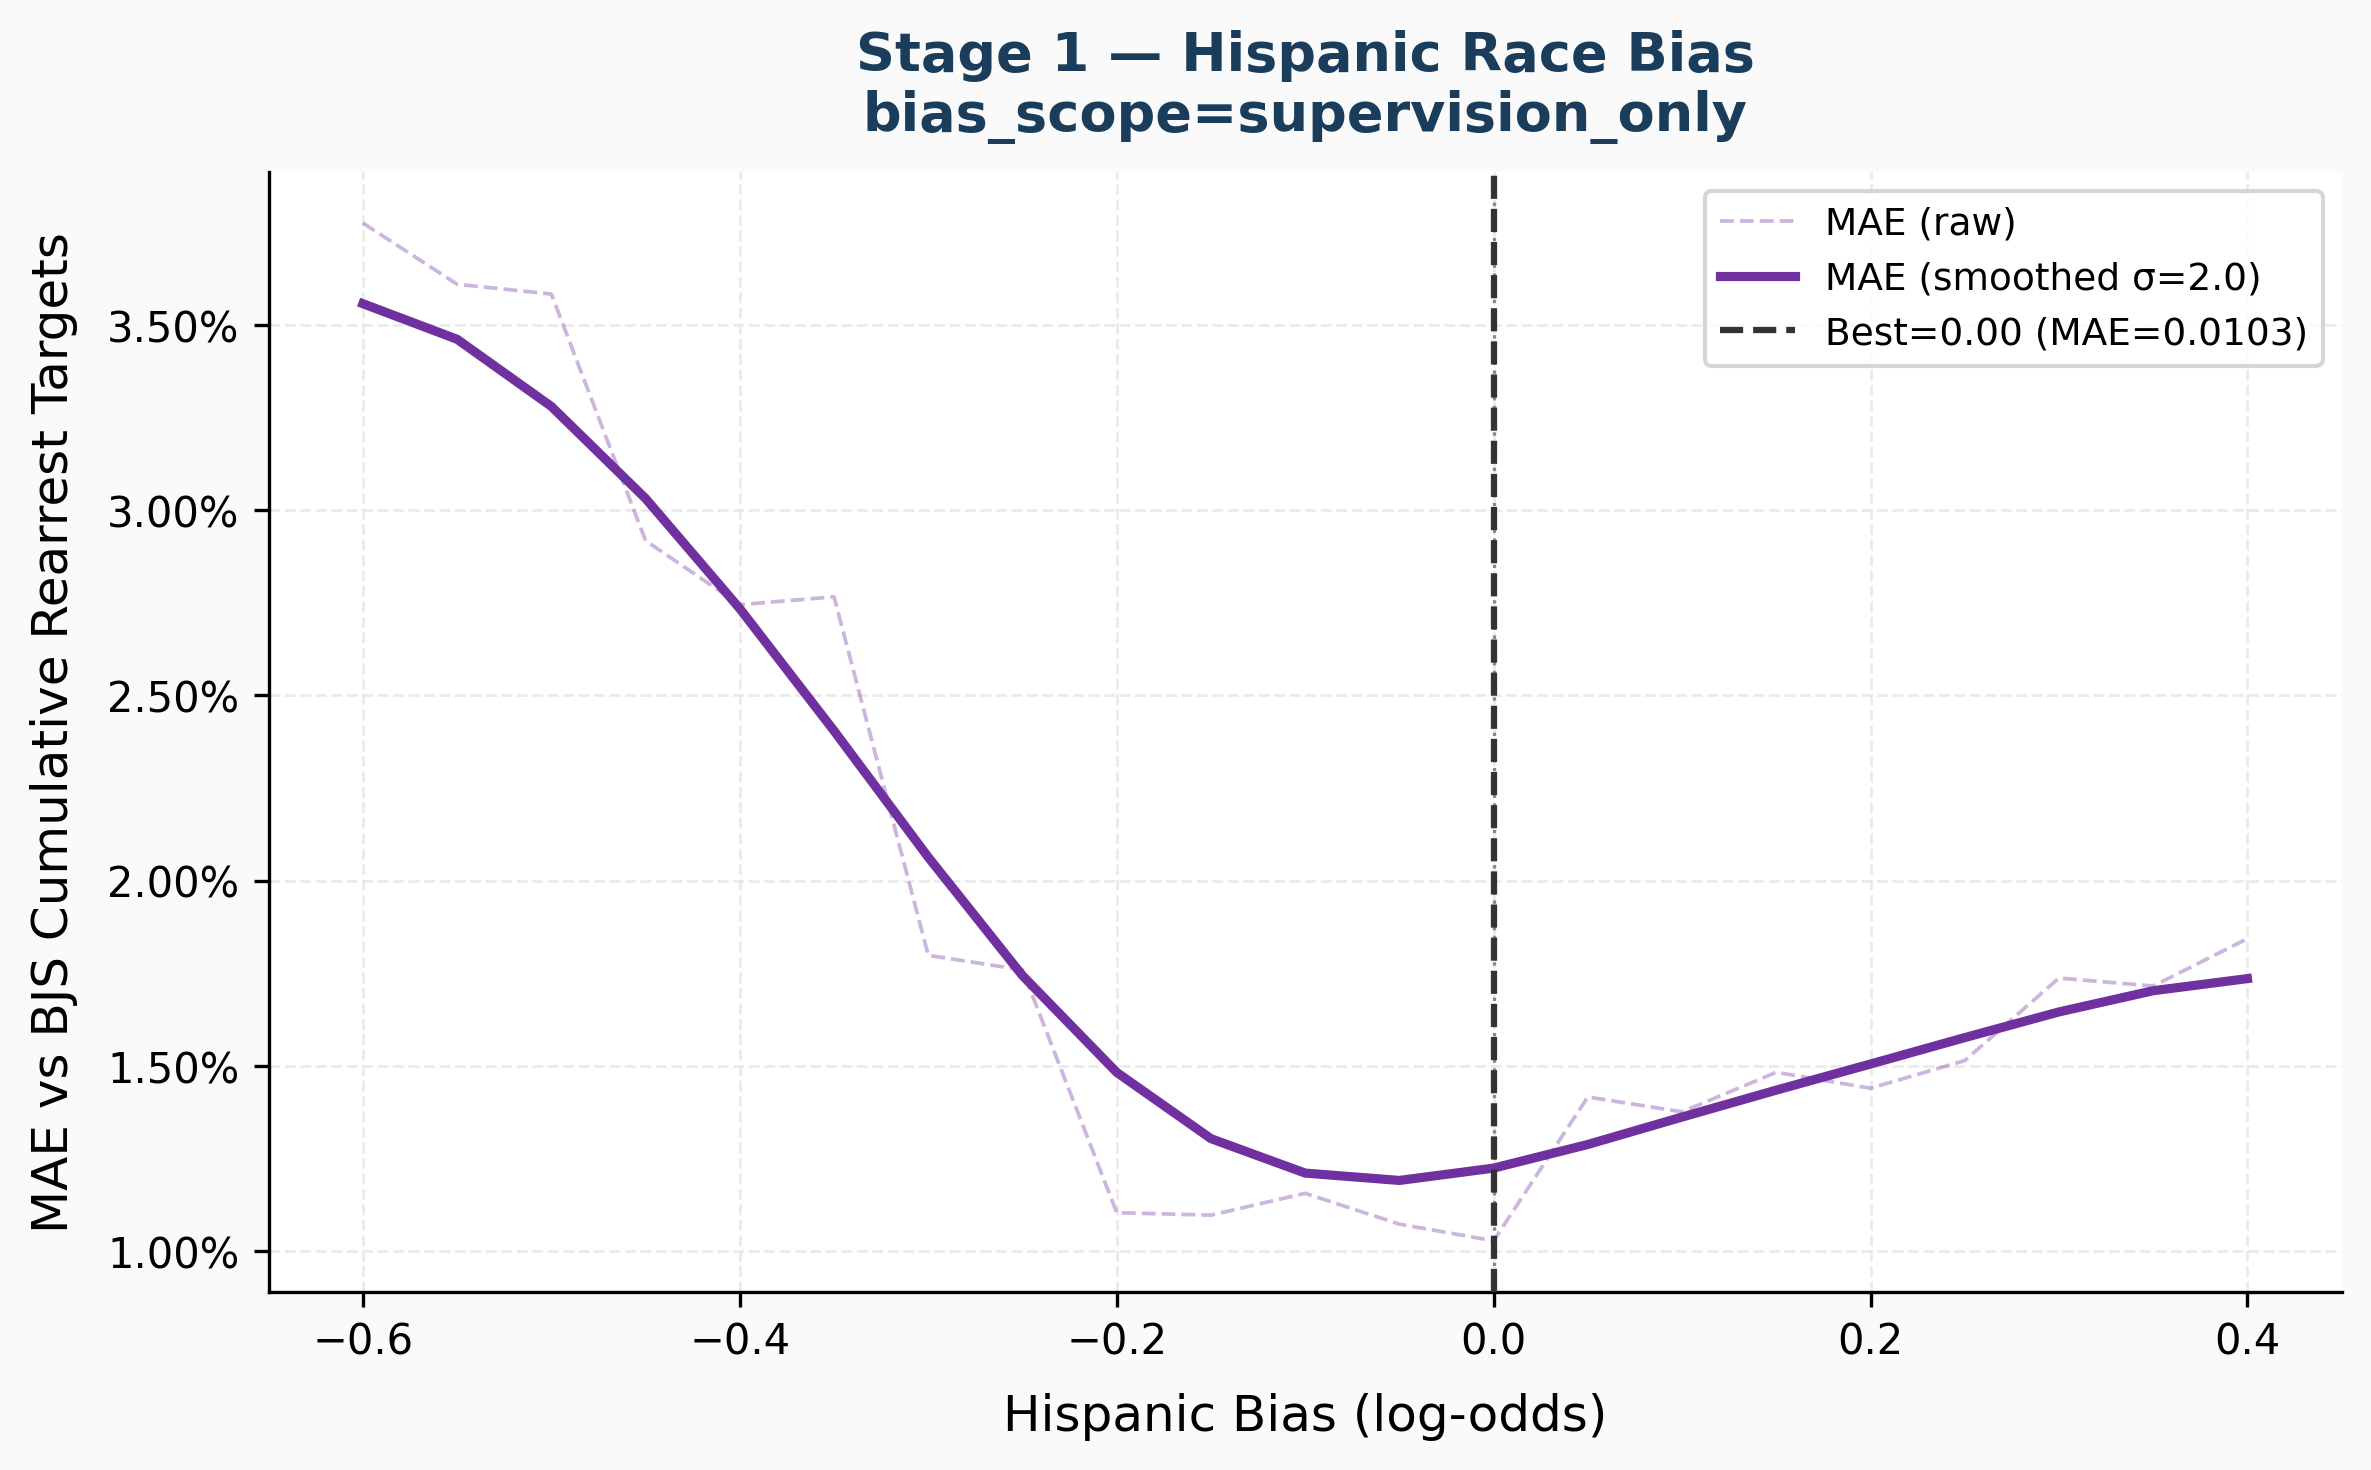 Stage 1 — Hispanic Race Bias
bias_scope=supervision_only
MAE (raw)
MAE (smoothed σ=2.0)
Best=0.00 (MAE=0.0103)
MAE vs BJS Cumulative Rearrest Targets
3.50%
3.00%
2.50%
2.00%
1.50%
1.00%
−0.6
−0.4
−0.2
0.0
0.2
0.4
Hispanic Bias (log-odds)